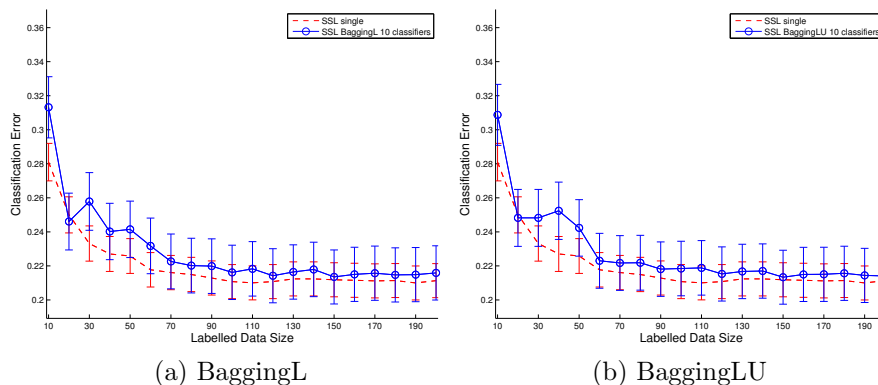 SSL single
SSL BaggingL 10 classifiers
Classification Error
0.36
0.34
0.32
0.3
0.28
0.26
0.24
0.22
0.2
10 30 50 70 90 110 130 150 170 190
Labelled Data Size
(a) BaggingL
SSL single
SSL BaggingLU 10 classifiers
Classification Error
0.36
0.34
0.32
0.3
0.28
0.26
0.24
0.22
0.2
10 30 50 70 90 110 130 150 170 190
Labelled Data Size
(b) BaggingLU